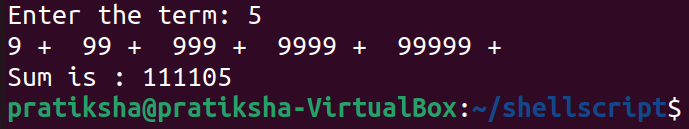 Enter the term: 5
9 +  99 +  999 +  9999 +  99999 +
Sum is : 111105
pratiksha@pratiksha-VirtualBox:~/shellscript$